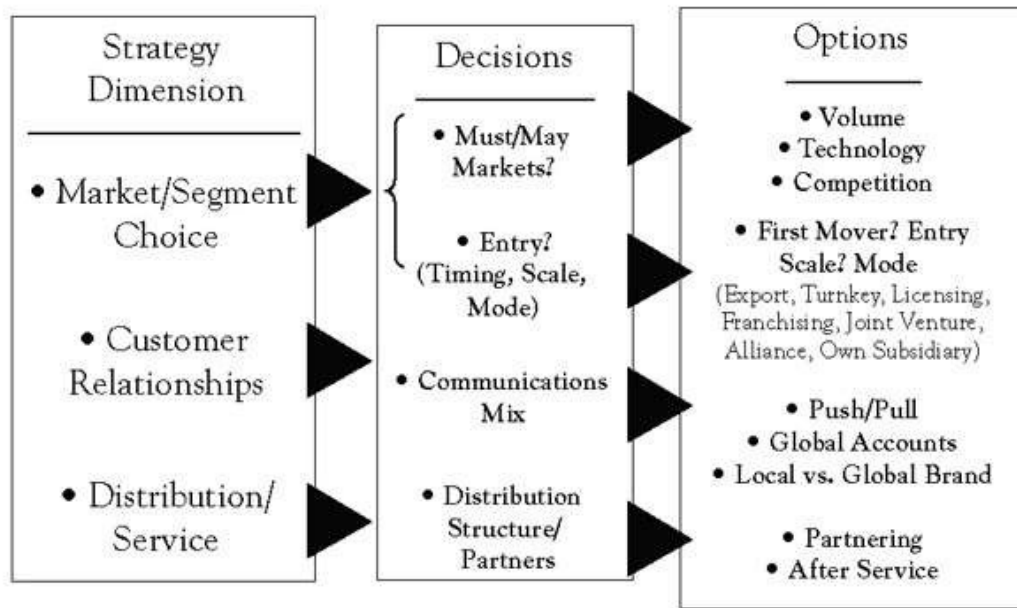 Strategy
Dimension
• Market/Segment
Choice
• Customer
Relationships
• Distribution/
Service
Decisions
• Must/May
Markets?
• Entry?
(Timing, Scale,
Mode)
• Communications
Mix
• Distribution
Structure/
Partners
Options
• Volume
• Technology
• Competition
• First Mover? Entry
Scale? Mode
(Export, Turnkey, Licensing,
Franchising, Joint Venture,
Alliance, Own Subsidiary)
• Push/Pull
• Global Accounts
• Local vs. Global Brand
• Partnering
• After Service